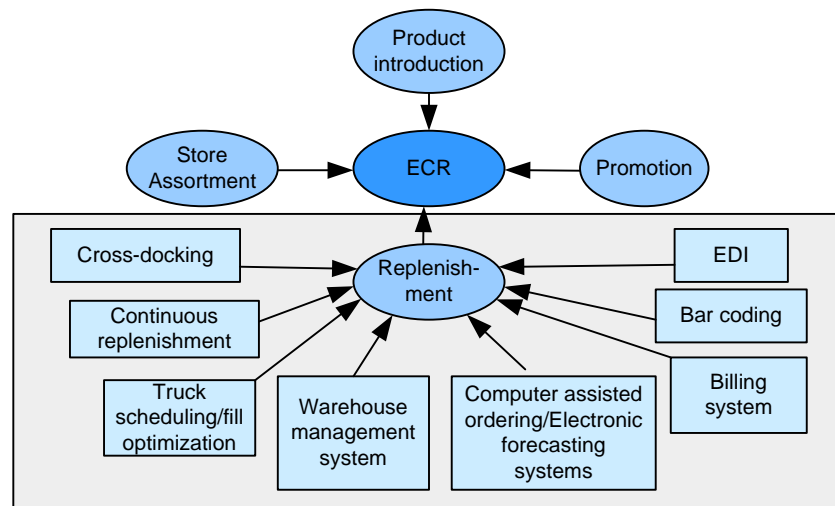 Product
introduction
Store
Assortment
ECR
Promotion
Cross-docking
Replenish-
ment
EDI
Continuous
replenishment
Bar coding
Truck
scheduling/fill
optimization
Warehouse
management
system
Computer assisted
ordering/Electronic
forecasting
systems
Billing
system